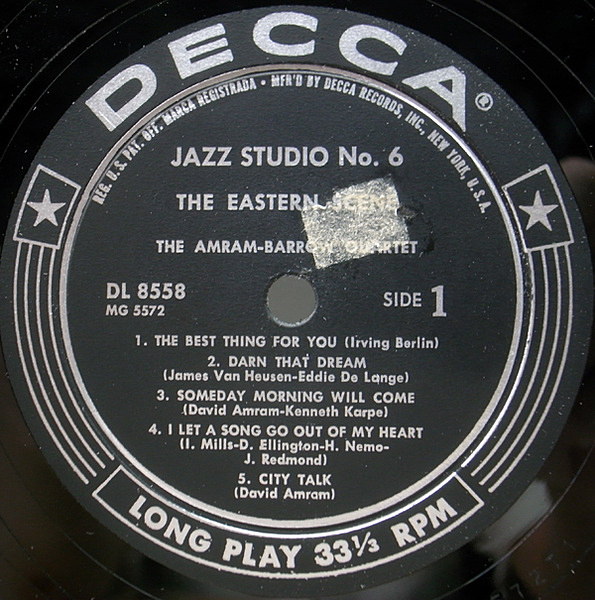 DECCA®
REG. U.S. PAT. OFF. MARCA REGISTRADA • MFR'D BY DECCA RECORDS, INC., NEW YORK, U.S.A.
JAZZ STUDIO No. 6
THE EASTERN SCENE
THE AMRAM-BARROW QUARTET
DL 8558
MG 5572
SIDE 1
1. THE BEST THING FOR YOU (Irving Berlin)
2. DARN THAT DREAM
(James Van Heusen-Eddie De Lange)
3. SOMEDAY MORNING WILL COME
(David Amram-Kenneth Karpe)
4. I LET A SONG GO OUT OF MY HEART
(I. Mills-D. Ellington-H. Nemo-
J. Redmond)
5. CITY TALK
(David Amram)
LONG PLAY 33⅓ RPM